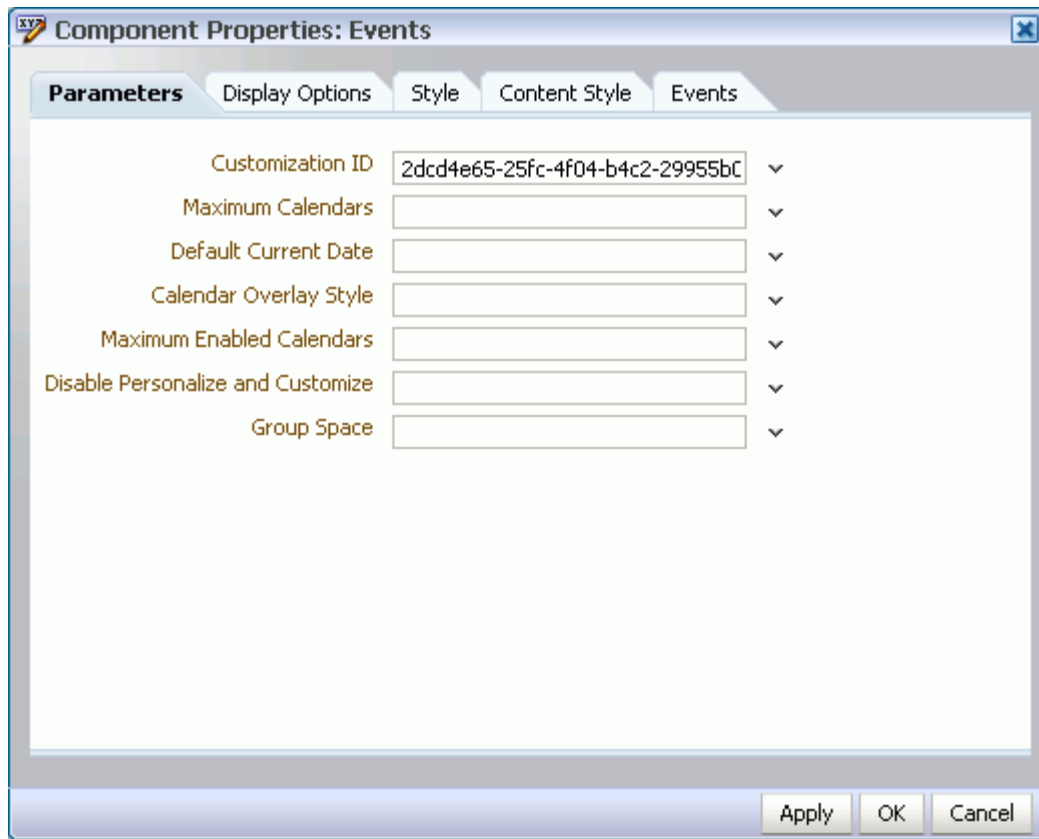 Component Properties: Events
Parameters Display Options Style Content Style Events
Customization ID 2dcd4e65-25fc-4f04-b4c2-29955b0
Maximum Calendars
Default Current Date
Calendar Overlay Style
Maximum Enabled Calendars
Disable Personalize and Customize
Group Space
Apply OK Cancel